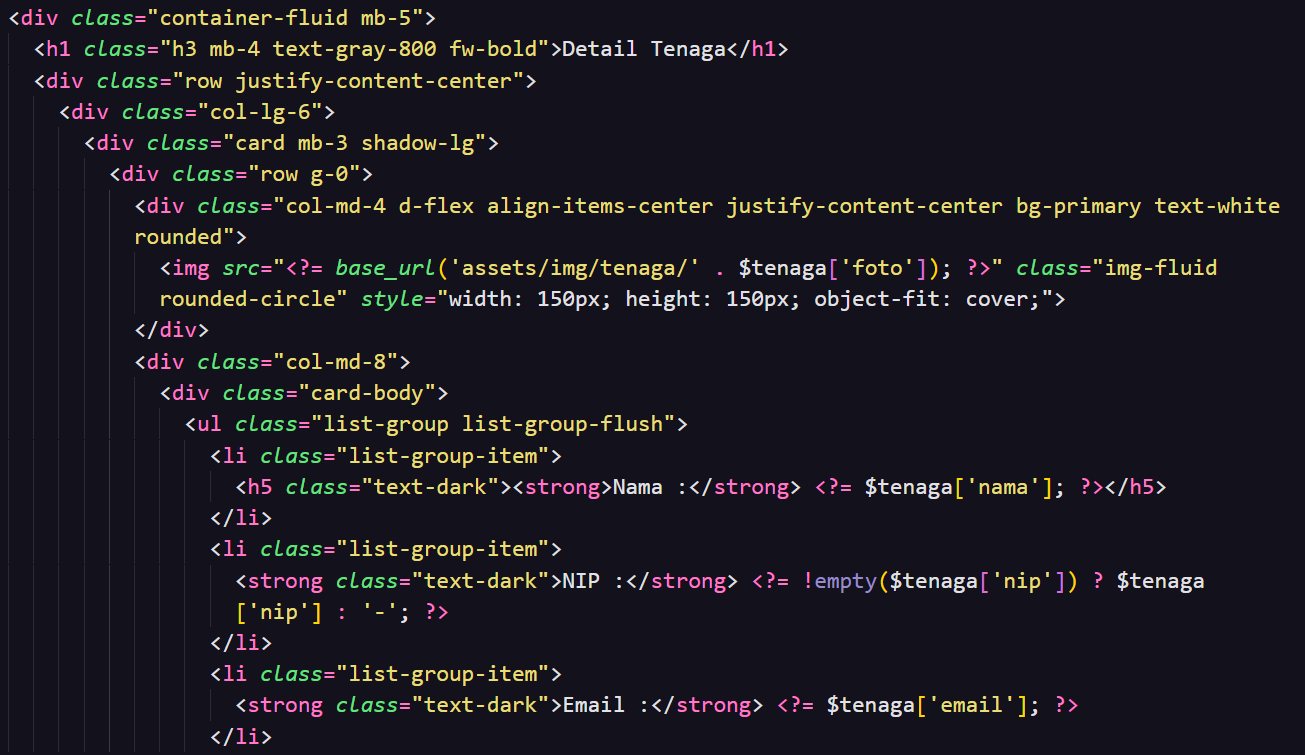 <div class="container-fluid mb-5">
<h1 class="h3 mb-4 text-gray-800 fw-bold">Detail Tenaga</h1>
<div class="row justify-content-center">
<div class="col-lg-6">
<div class="card mb-3 shadow-lg">
<div class="row g-0">
<div class="col-md-4 d-flex align-items-center justify-content-center bg-primary text-white
rounded">
<img src="<?= base_url('assets/img/tenaga/' . $tenaga['foto']); ?>" class="img-fluid
rounded-circle" style="width: 150px; height: 150px; object-fit: cover;">
</div>
<div class="col-md-8">
<div class="card-body">
<ul class="list-group list-group-flush">
<li class="list-group-item">
<h5 class="text-dark"><strong>Nama :</strong> <?= $tenaga['nama']; ?></h5>
</li>
<li class="list-group-item">
<strong class="text-dark">NIP :</strong> <?= !empty($tenaga['nip']) ? $tenaga
['nip'] : '-'; ?>
</li>
<li class="list-group-item">
<strong class="text-dark">Email :</strong> <?= $tenaga['email']; ?>
</li>